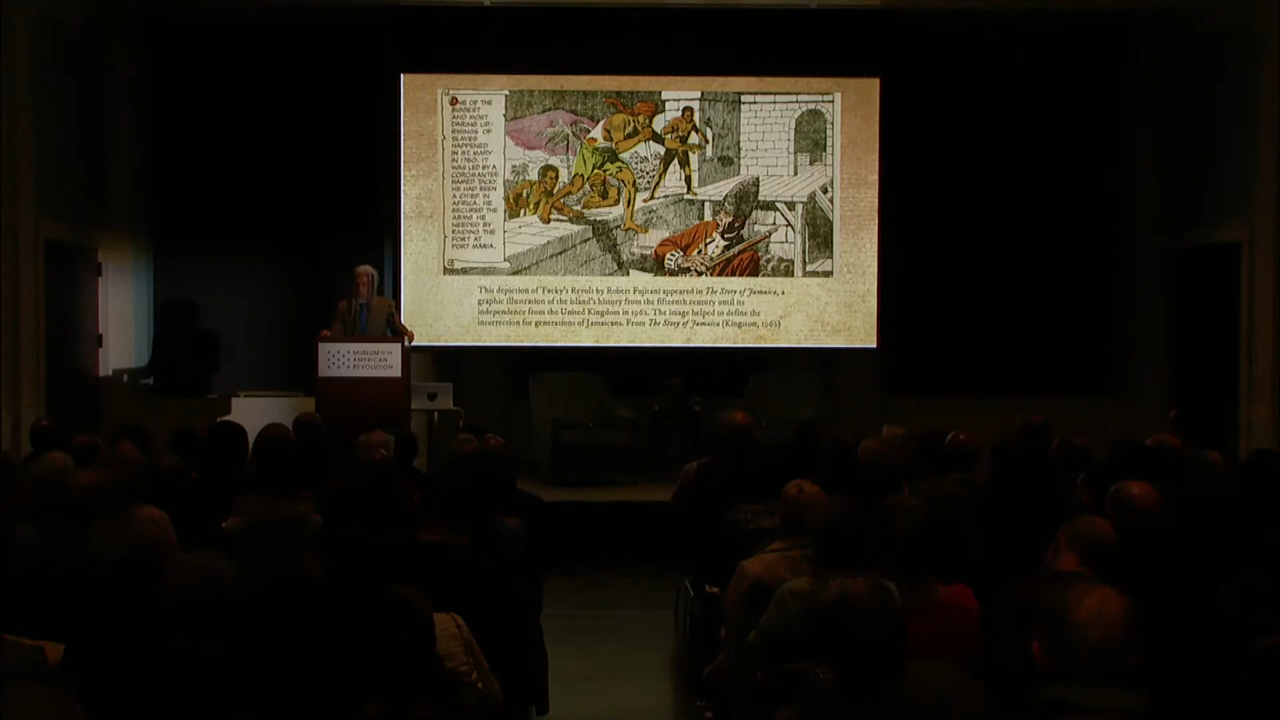 ONE OF THE
BIGGEST
AND MOST
DARING UP-
RISINGS OF
SLAVES
HAPPENED
IN ST. MARY
IN 1760. IT
WAS LED BY A
COROMANTEE
NAMED TACKY.
HE HAD BEEN
A CHIEF IN
AFRICA. HE
SECURED THE
ARMS HE
NEEDED BY
RAIDING THE
FORT AT
PORT MARIA.
This depiction of Tacky's Revolt by Robert Fujitani appeared in The Story of Jamaica, a
graphic illustration of the island's history from the fifteenth century until its
independence from the United Kingdom in 1962. The image helped to define the
insurrection for generations of Jamaicans. From The Story of Jamaica (Kingston, 1962)
MUSEUM OF THE
AMERICAN
REVOLUTION